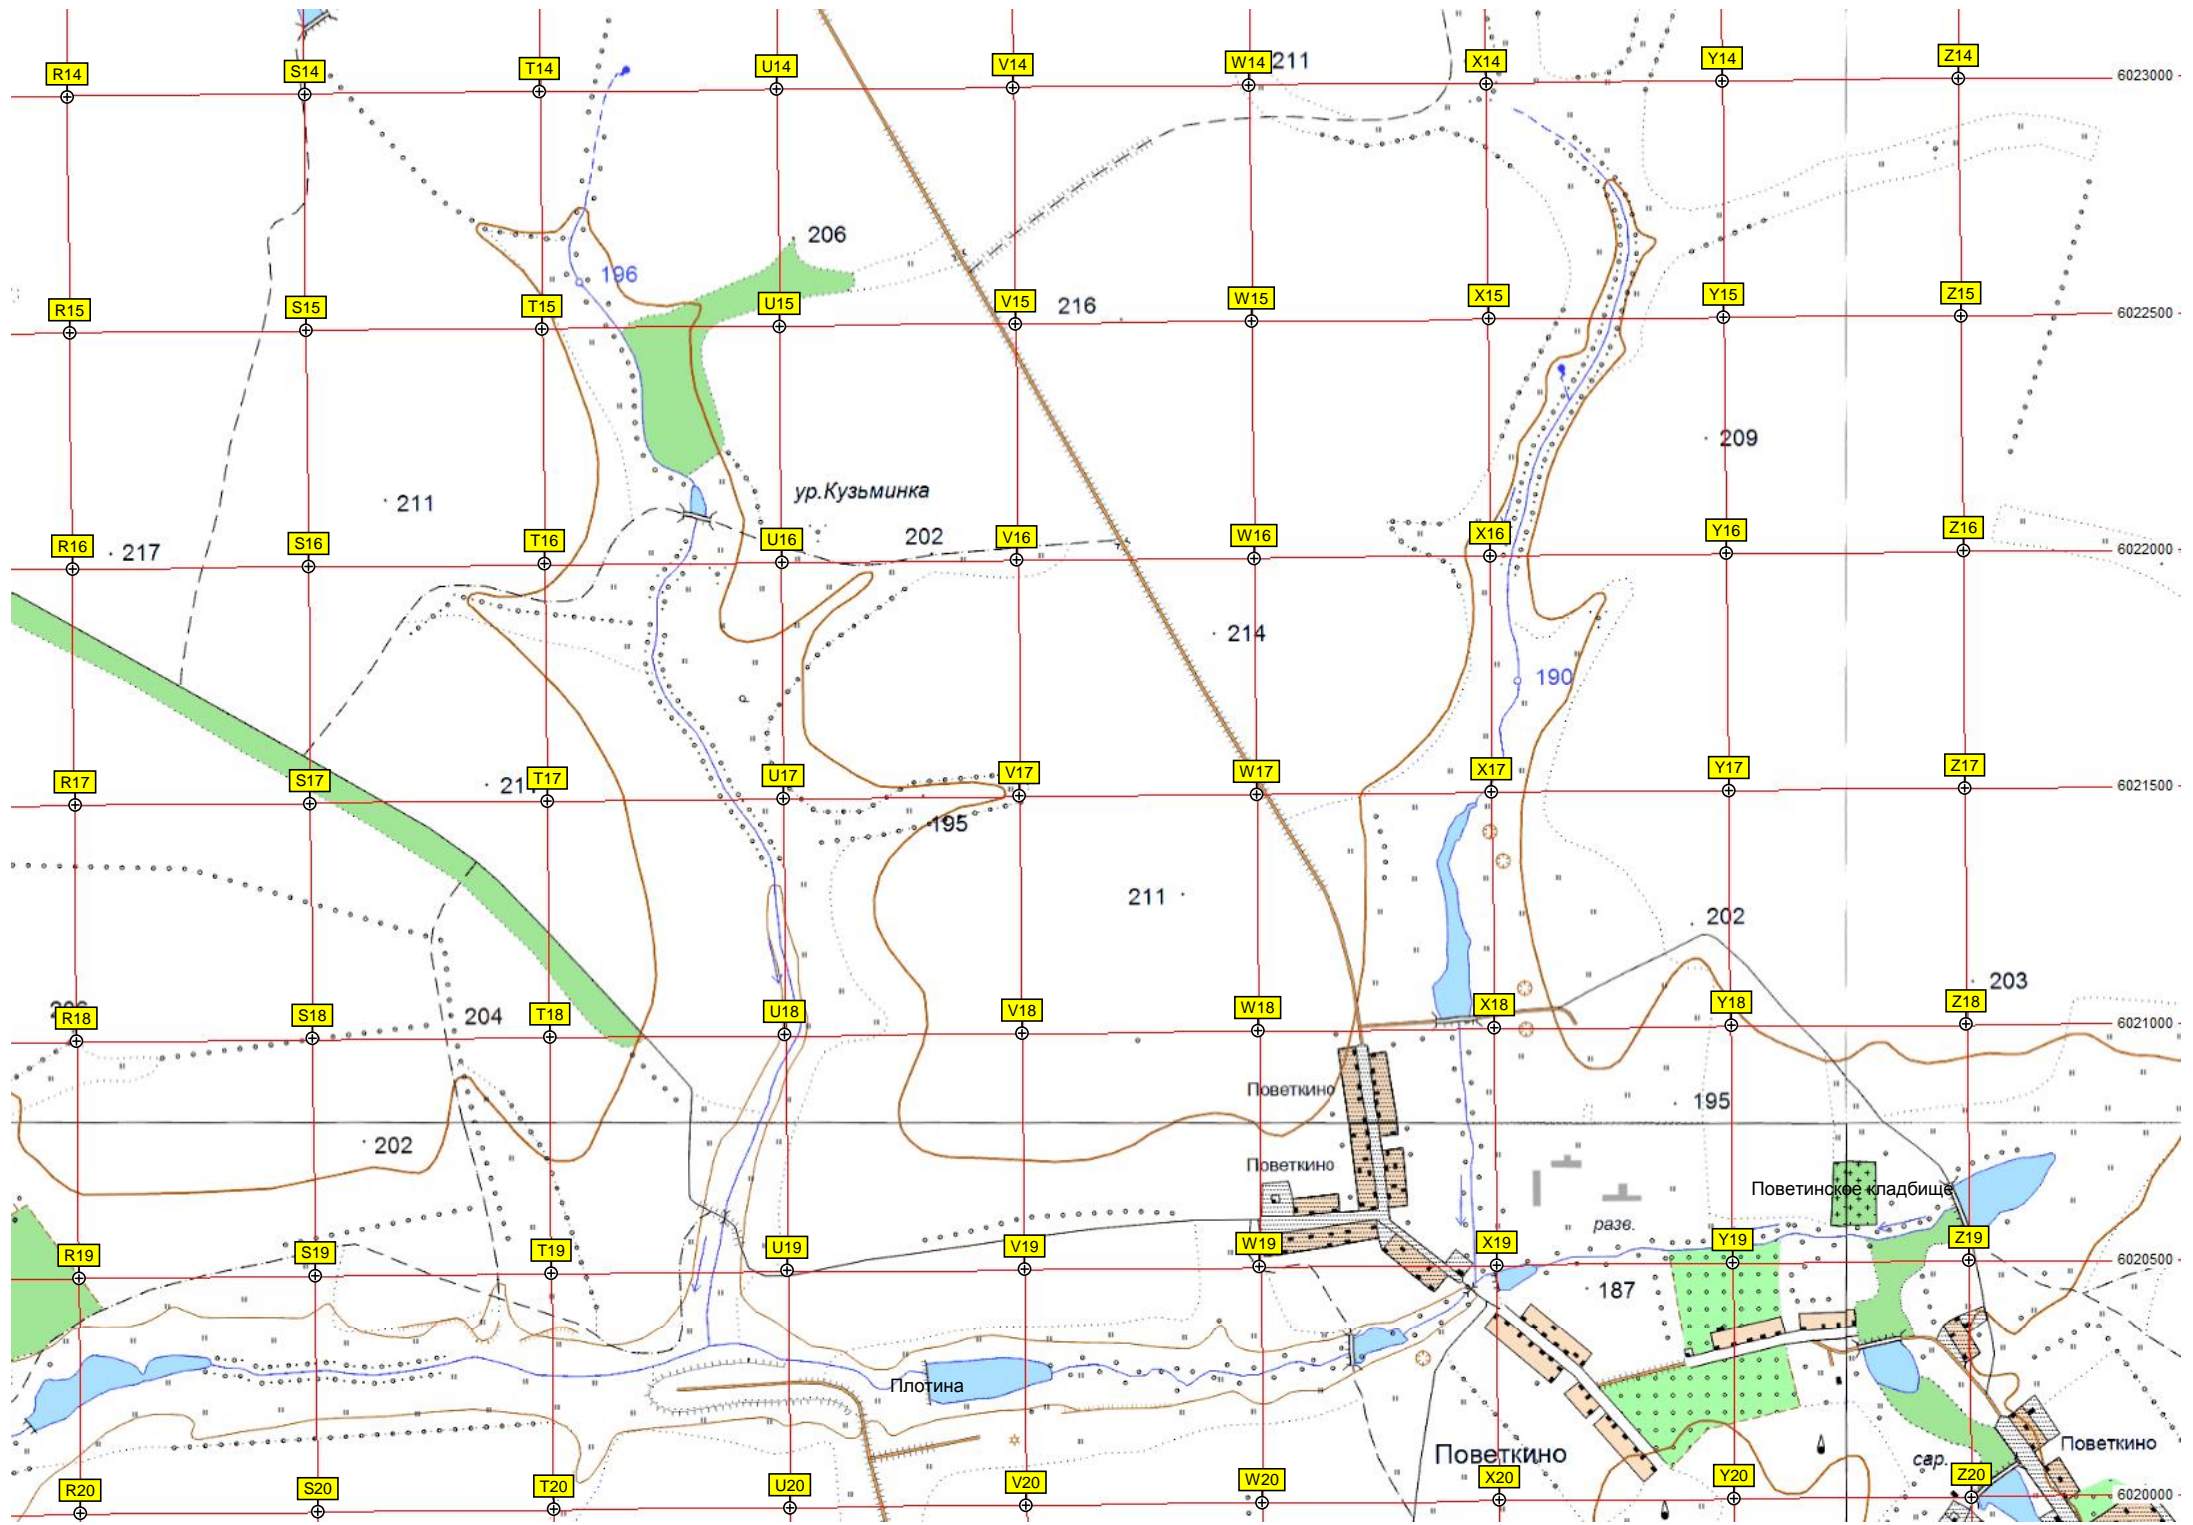 211
R14 S14 T14 U14 V14 W14 X14 Y14 Z14 6023000
206
196
216
R15 S15 T15 U15 V15 W15 X15 Y15 Z15 6022500
209
211
ур.Кузьминка
202
217
R16 S16 T16 U16 V16 W16 X16 Y16 Z16 6022000
214
190
R17 S17 T17 U17 V17 W17 X17 Y17 Z17 6021500
195
211
202
203
204
R18 S18 T18 U18 V18 W18 X18 Y18 Z18 6021000
Поветкино
195
202
Поветкино
Поветинское кладбище
разв.
R19 S19 T19 U19 V19 W19 X19 Y19 Z19 6020500
187
Плотина
Поветкино
Поветкино
сар.
R20 S20 T20 U20 V20 W20 X20 Y20 Z20 6020000